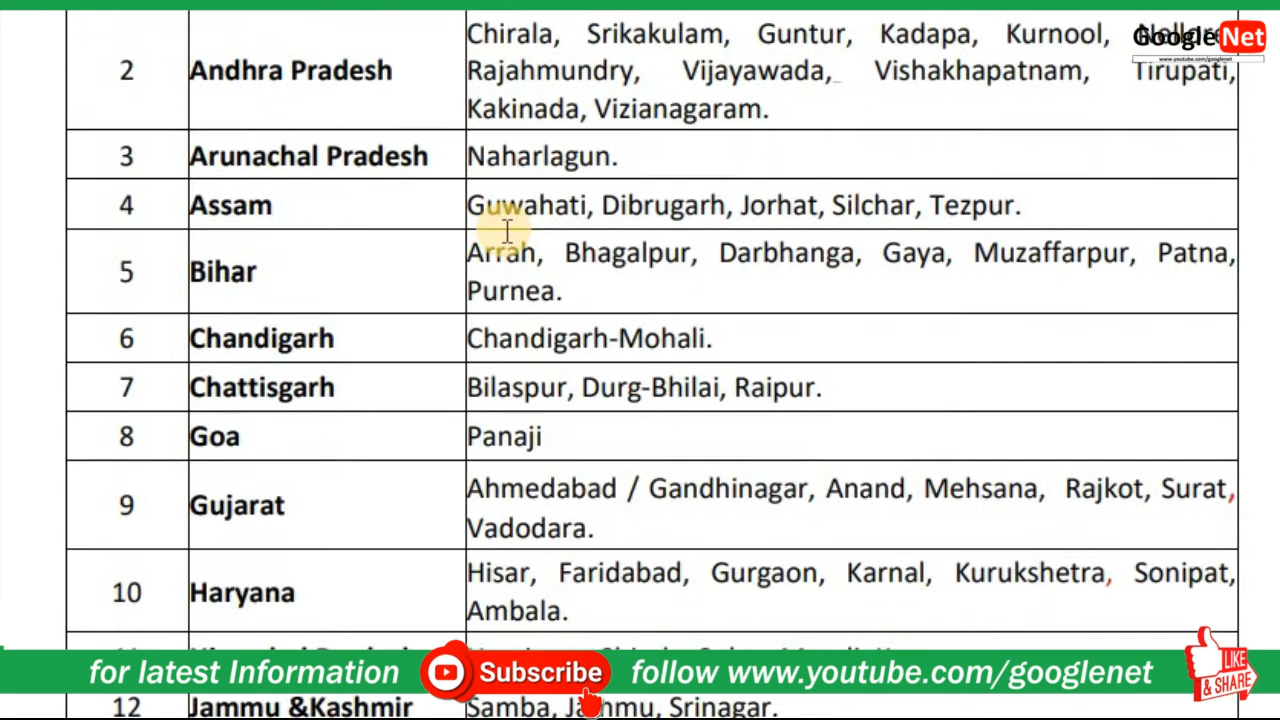 Chirala, Srikakulam, Guntur, Kadapa, Kurnool,
GoogleNet
www.youtube.com/googlenet
2 Andhra Pradesh Rajahmundry, Vijayawada, Vishakhapatnam, Tirupati,
Kakinada, Vizianagaram.
3 Arunachal Pradesh Naharlagun.
4 Assam Guwahati, Dibrugarh, Jorhat, Silchar, Tezpur.
Arrah, Bhagalpur, Darbhanga, Gaya, Muzaffarpur, Patna,
5 Bihar
Purnea.
6 Chandigarh Chandigarh-Mohali.
7 Chattisgarh Bilaspur, Durg-Bhilai, Raipur.
8 Goa Panaji
Ahmedabad / Gandhinagar, Anand, Mehsana, Rajkot, Surat,
9 Gujarat
Vadodara.
Hisar, Faridabad, Gurgaon, Karnal, Kurukshetra, Sonipat,
10 Haryana
Ambala.
for latest Information Subscribe follow www.youtube.com/googlenet
LIKE
& SHARE
12 Jammu &Kashmir Samba, Jammu, Srinagar.